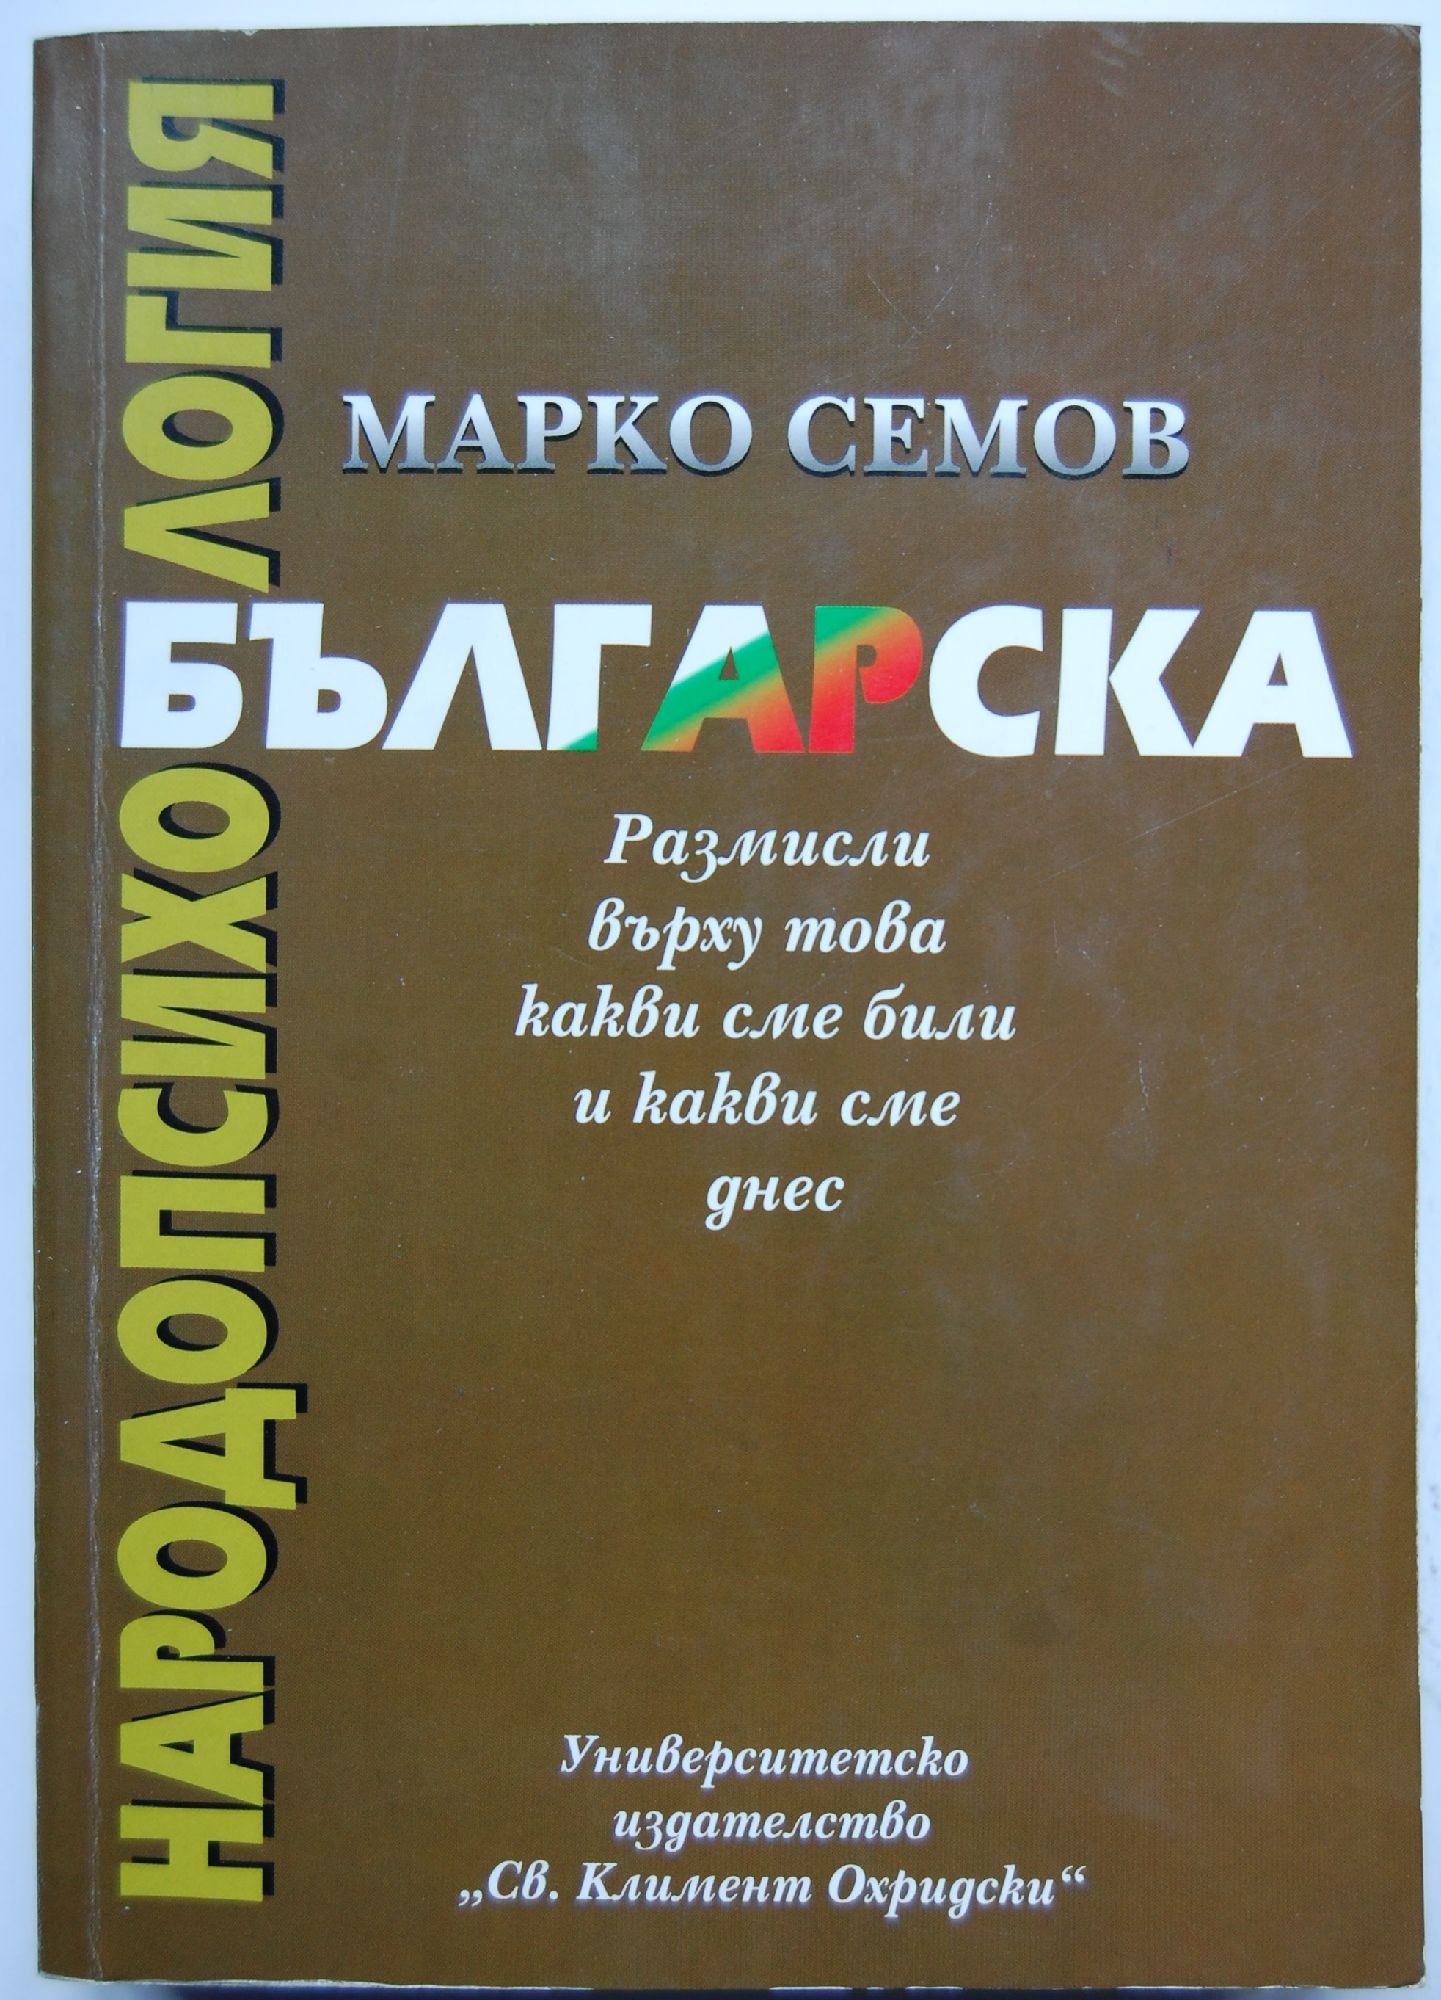 МАРКО СЕМОВ
БЪЛГАРСКА
НАРОДОПСИХОЛОГИЯ
Размисли
върху това
какви сме били
и какви сме
днес
Университетско
издателство
„Св. Климент Охридски“